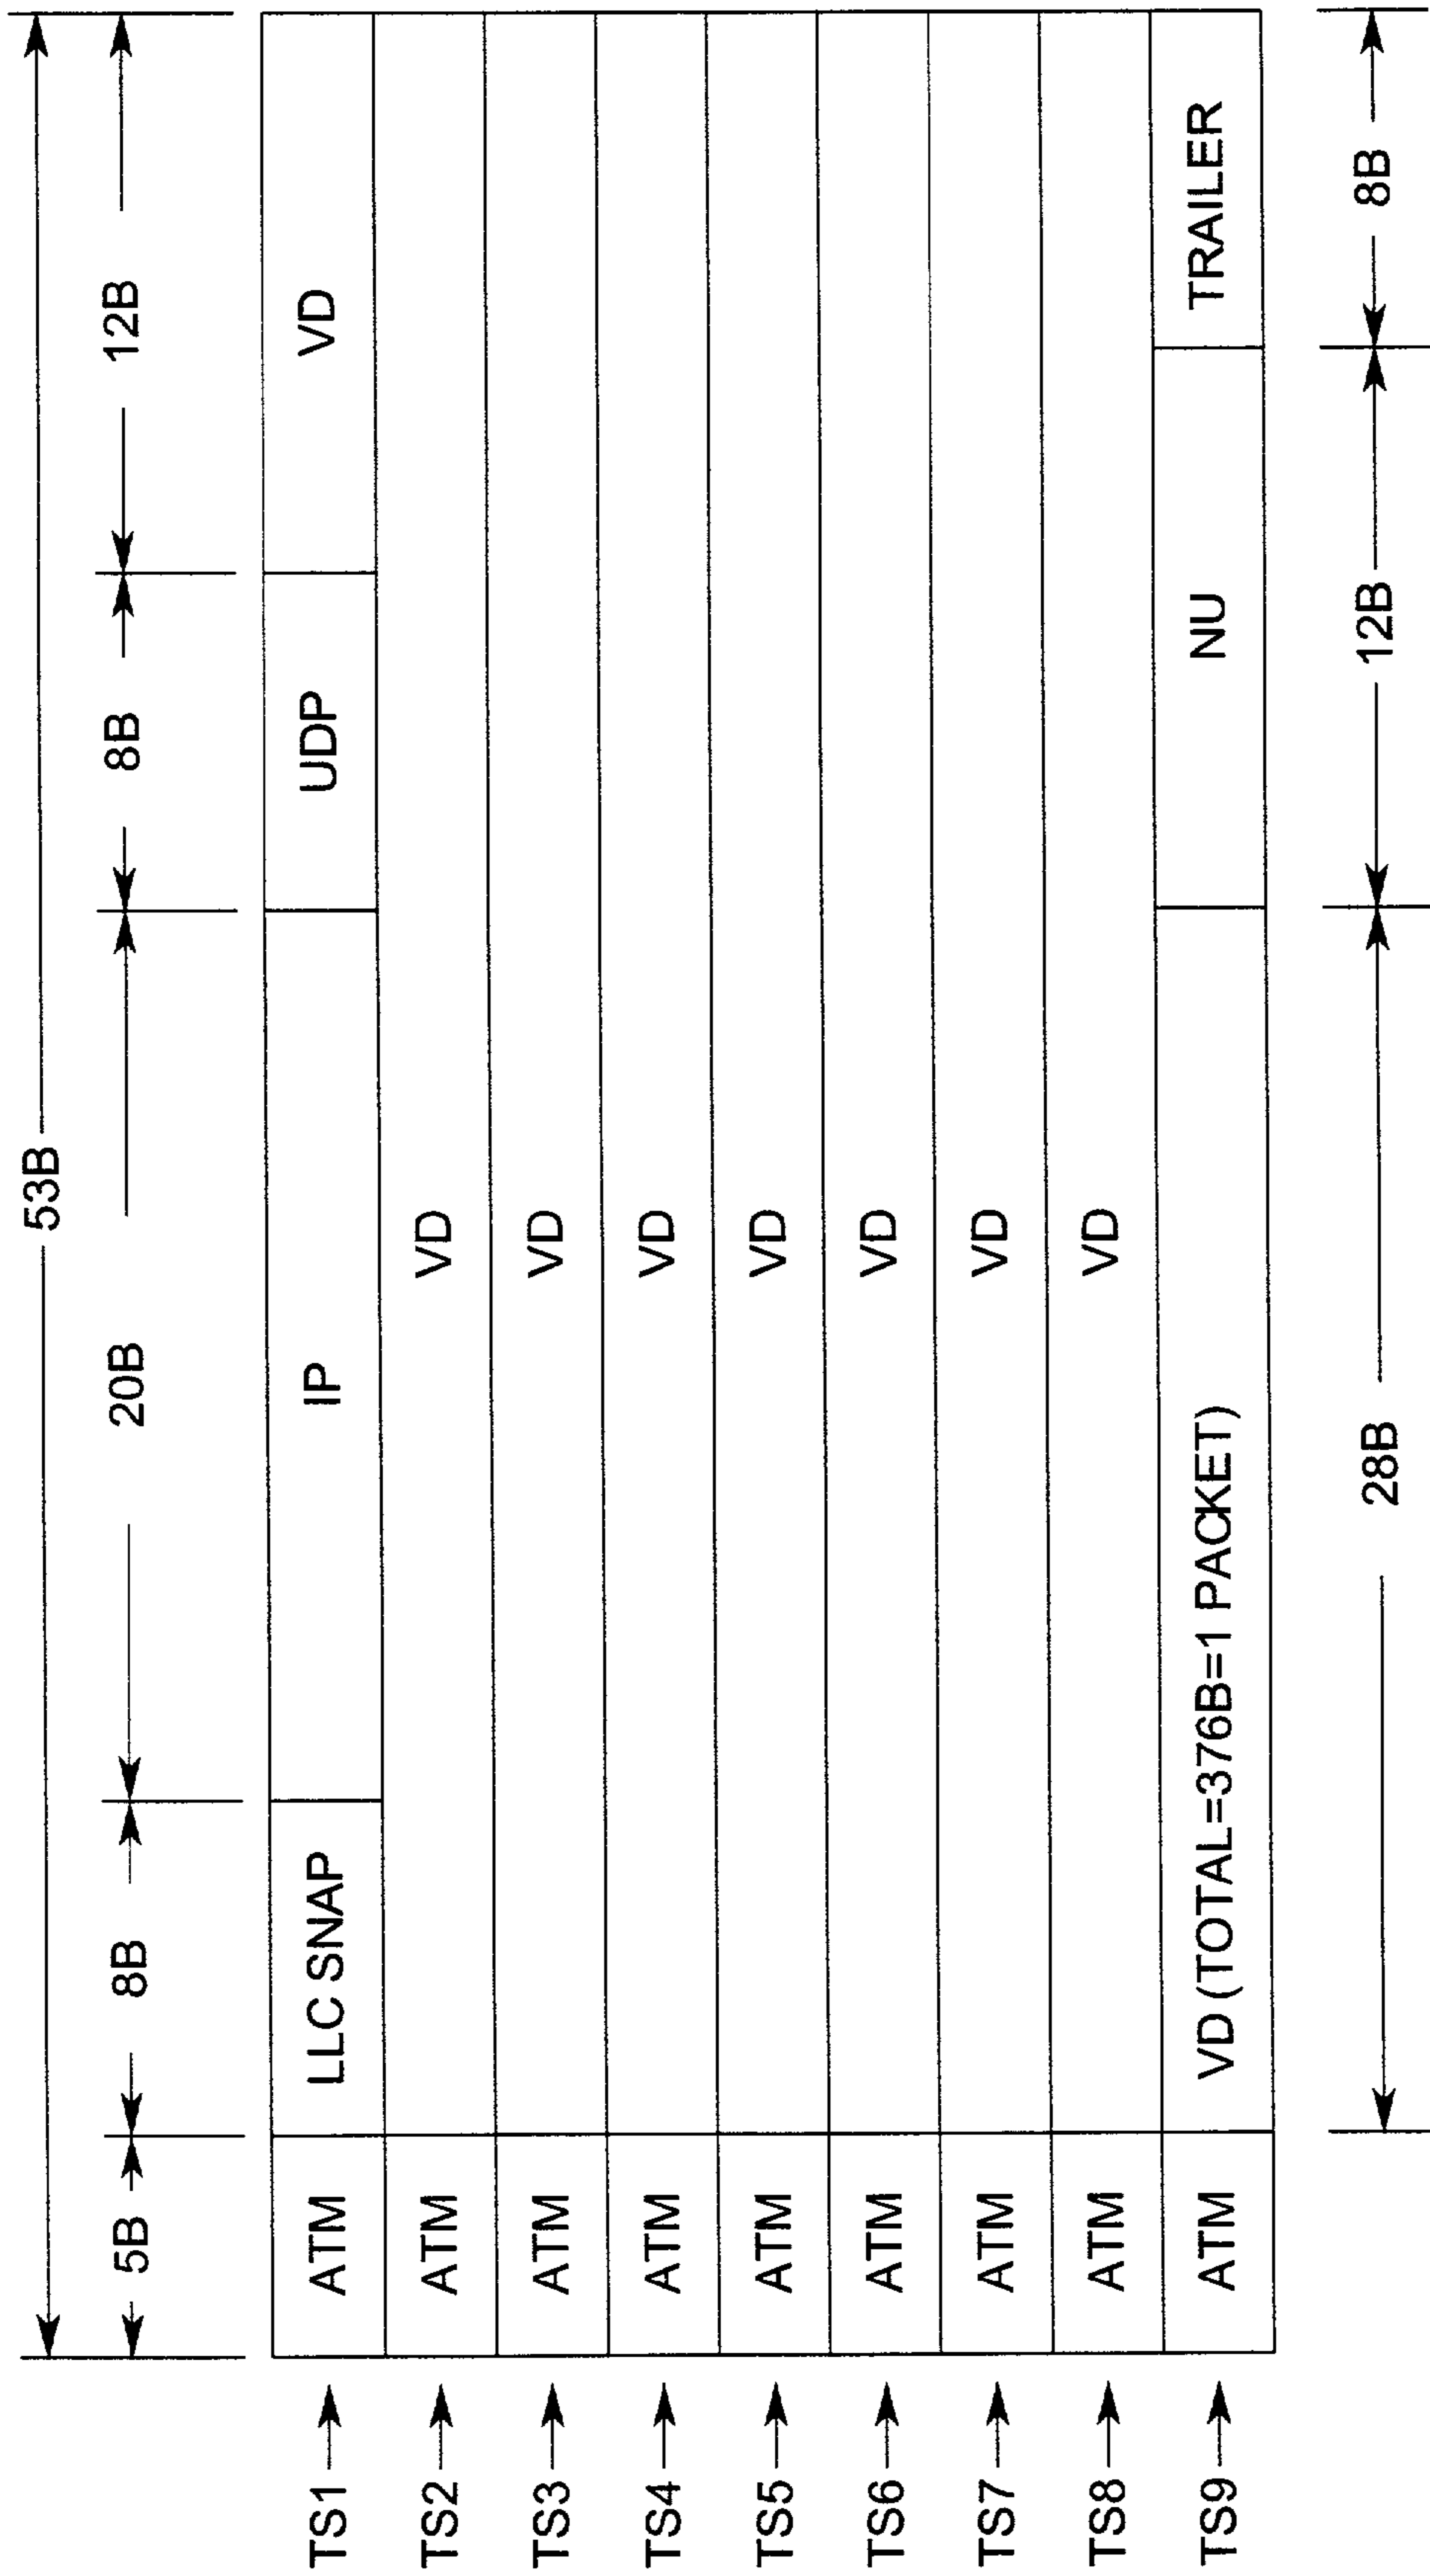 53B
5B 8B 20B 8B 12B
TS1 ATM LLC SNAP IP UDP VD
TS2 ATM VD
TS3 ATM VD
TS4 ATM VD
TS5 ATM VD
TS6 ATM VD
TS7 ATM VD
TS8 ATM VD
TS9 ATM VD (TOTAL=376B=1 PACKET) NU TRAILER
28B 12B 8B